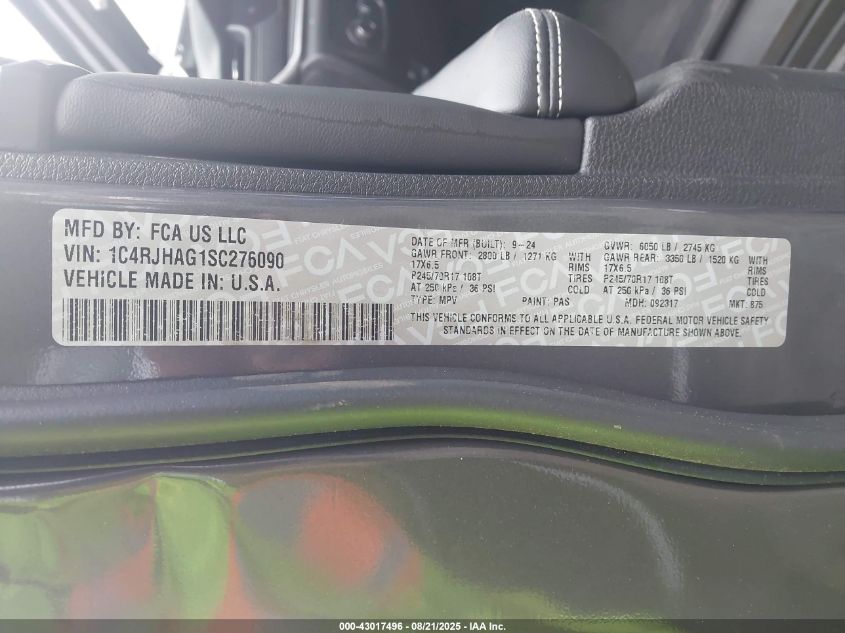 MFD BY: FCA US LLC
VIN: 1C4RJHAG1SC276090
VEHICLE MADE IN: U.S.A.
DATE OF MFR (BUILT): 9-24 GVWR: 6050 LB / 2745 KG
GAWR FRONT: 2800 LB / 1271 KG WITH GAWR REAR: 3350 LB / 1520 KG WITH
17X6.5 RIMS 17X6.5 RIMS
P245/70R17 108T TIRES P245/70R17 108T TIRES
AT 250 kPa / 36 PSI COLD AT 250 kPa / 36 PSI COLD
TYPE: MPV PAINT: PAS MDH: 092317 MKT: 875
THIS VEHICLE CONFORMS TO ALL APPLICABLE U.S.A. FEDERAL MOTOR VEHICLE SAFETY
STANDARDS IN EFFECT ON THE DATE OF MANUFACTURE SHOWN ABOVE.
000-43017496 - 08/21/2025 - IAA Inc.